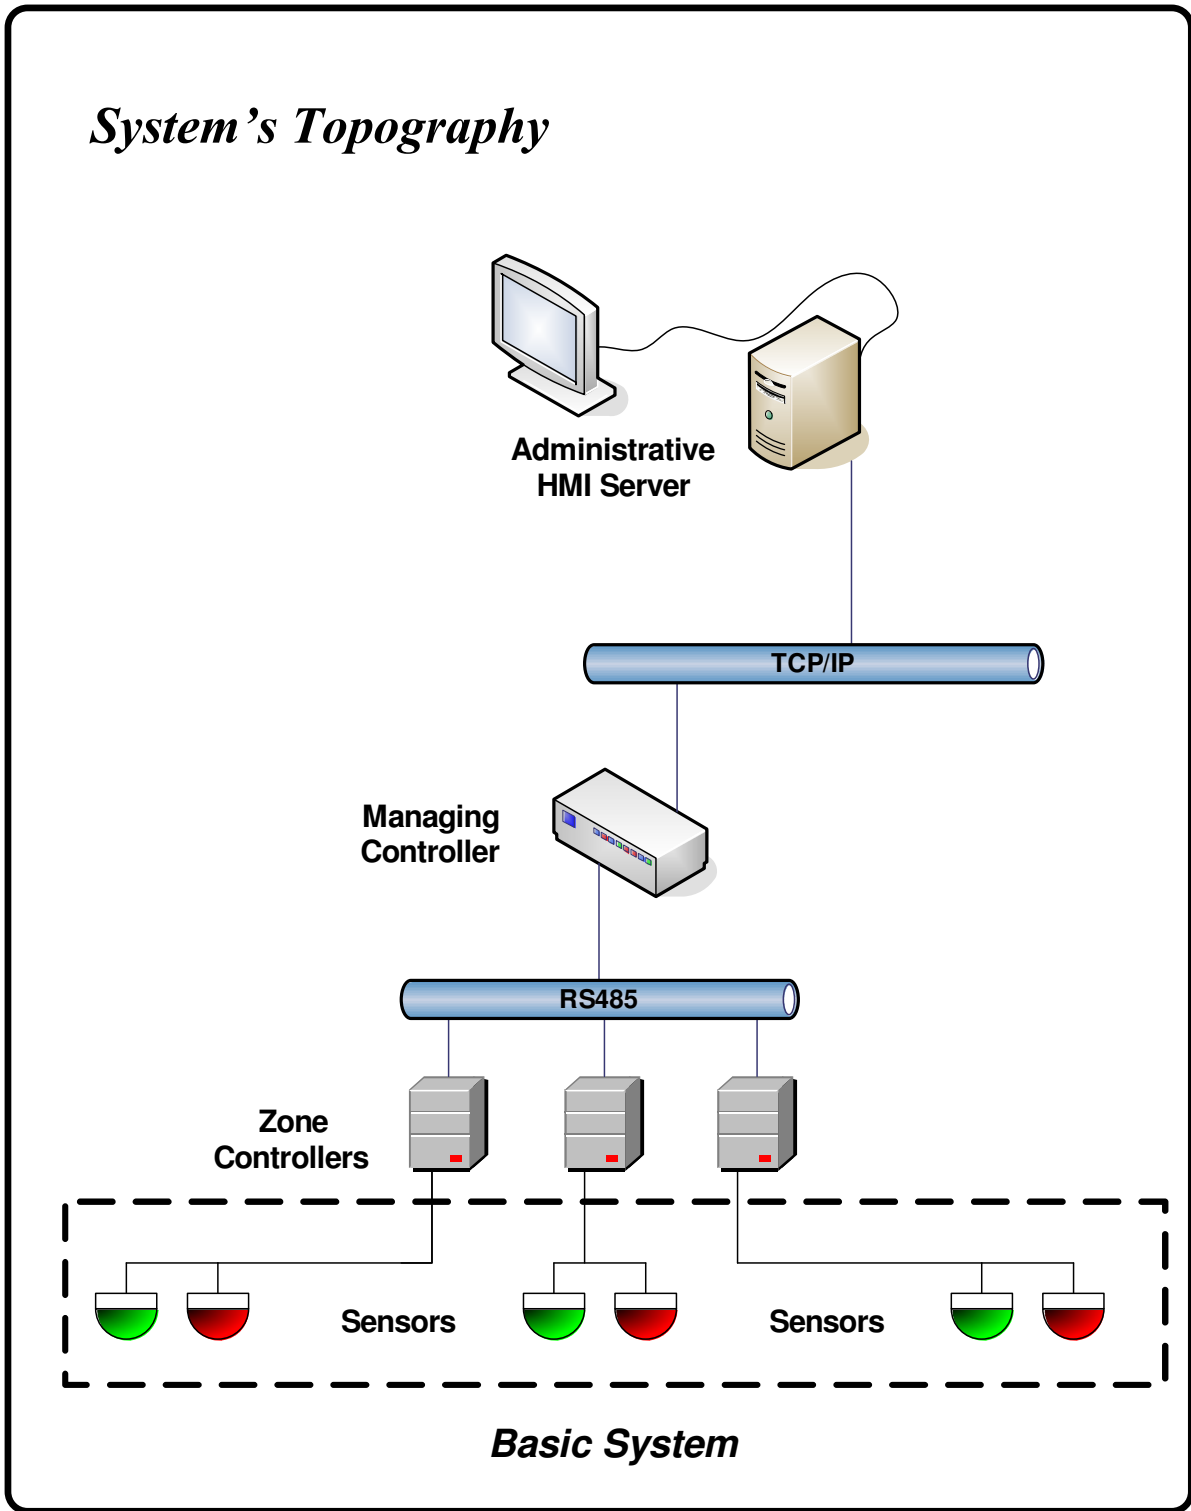 System’s Topography
Administrative
HMI Server
TCP/IP
Managing
Controller
RS485
Zone
Controllers
Sensors
Sensors
Basic System